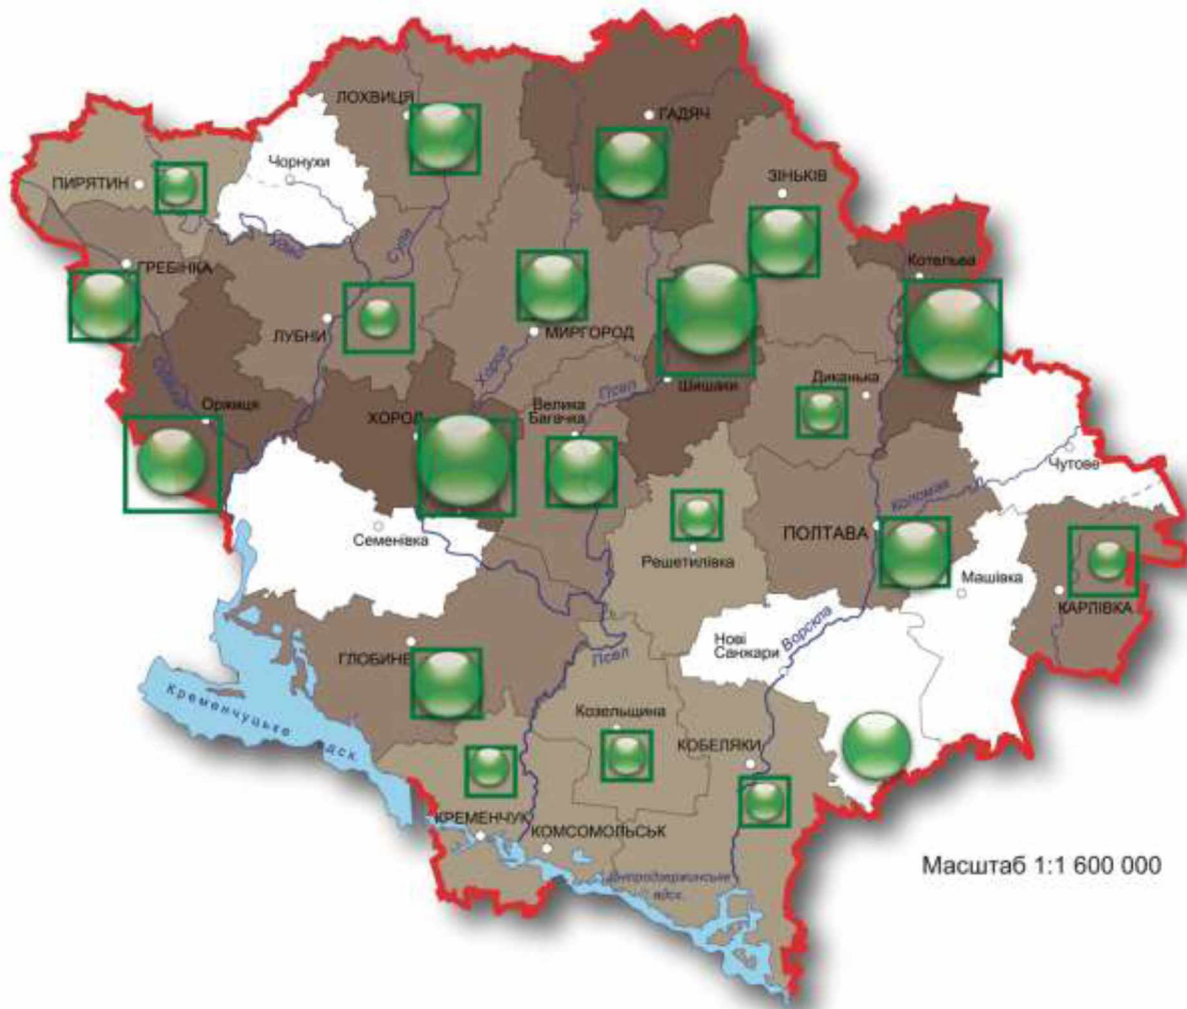 ЛОХВИЦЯ
ГАДЯЧ
Чорнухи
ПИРЯТИН
ЗІНЬКІВ
Удай
Сула
ГРЕБІНКА
Котельва
ЛУБНИ
МИРГОРОД
Хорол
Псел
Шишаки
Диканька
Оржиця
Оржиця
ХОРОЛ
Велика
Багачка
Чутове
Коломак
ПОЛТАВА
Семенівка
Решетилівка
Машівка
КАРЛІВКА
Нові
Санжари
Ворскла
ГЛОБИНЕ
Псел
Кременчуцьке вдсх.
Козельщина
КОБЕЛЯКИ
КРЕМЕНЧУК
КОМСОМОЛЬСЬК
Дніпродзержинське
вдсх.
Масштаб 1:1 600 000